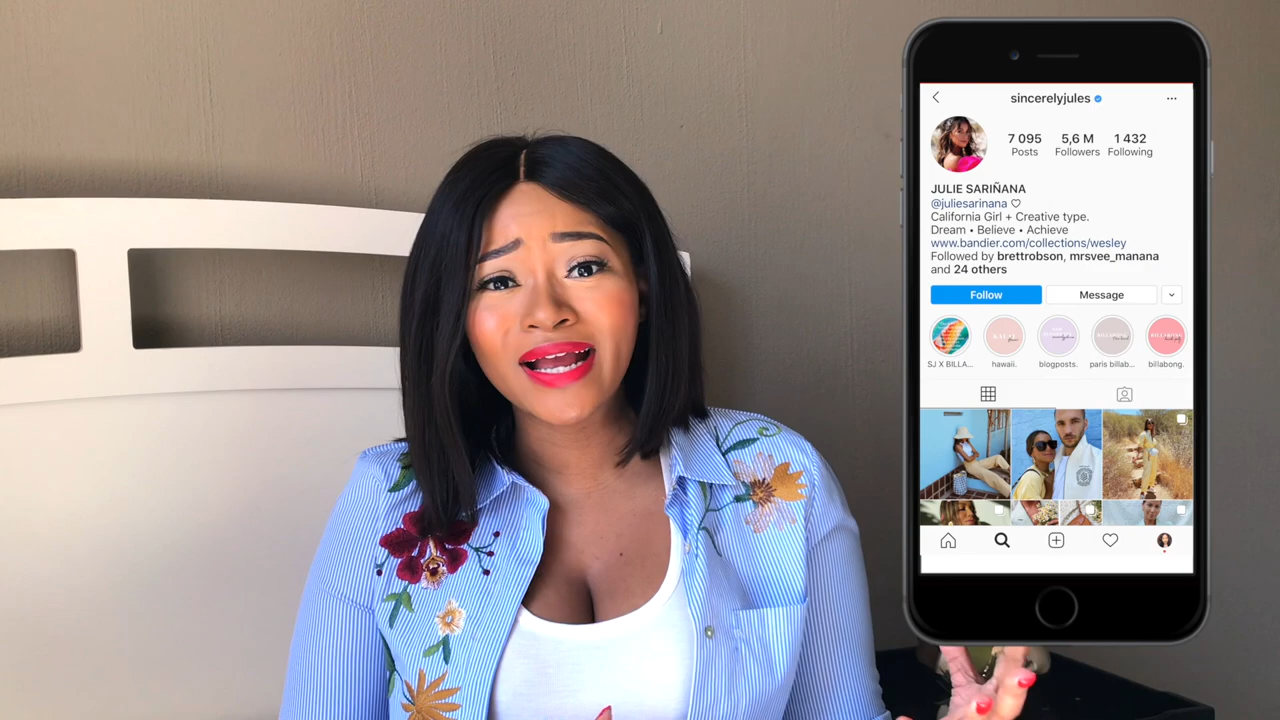 sincerelyjules
7 095 5,6 M 1 432
Posts Followers Following
JULIE SARIÑANA
@juliesarinana ♡
California Girl + Creative type.
Dream • Believe • Achieve
www.bandier.com/collections/wesley
Followed by brettrobson, mrsvee_manana
and 24 others
Follow Message
SJ X BILLA... hawaii. blogposts. paris billab... billabong.